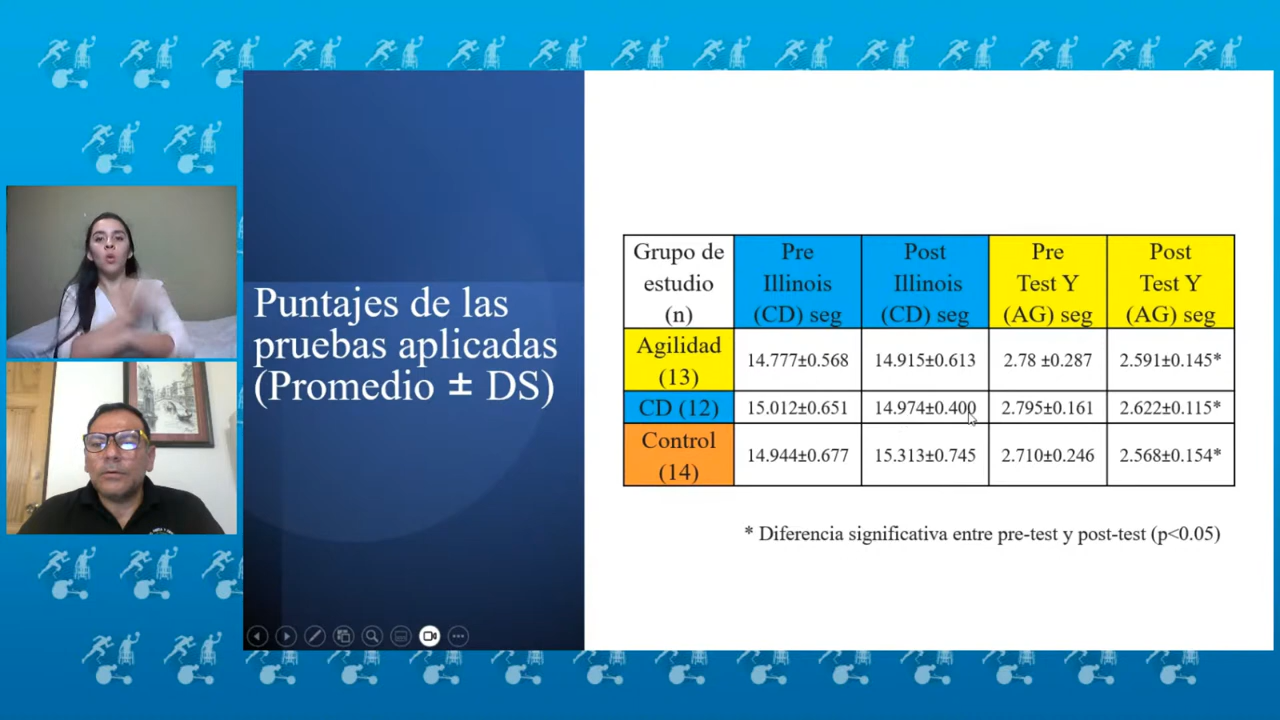 Puntajes de las
pruebas aplicadas
(Promedio ± DS)
Grupo de
estudio
(n)
Pre
Illinois
(CD) seg
Post
Illinois
(CD) seg
Pre
Test Y
(AG) seg
Post
Test Y
(AG) seg
Agilidad
(13)
14.777±0.568
14.915±0.613
2.78 ±0.287
2.591±0.145*
CD (12)
15.012±0.651
14.974±0.400
2.795±0.161
2.622±0.115*
Control
(14)
14.944±0.677
15.313±0.745
2.710±0.246
2.568±0.154*
* Diferencia significativa entre pre-test y post-test (p<0.05)